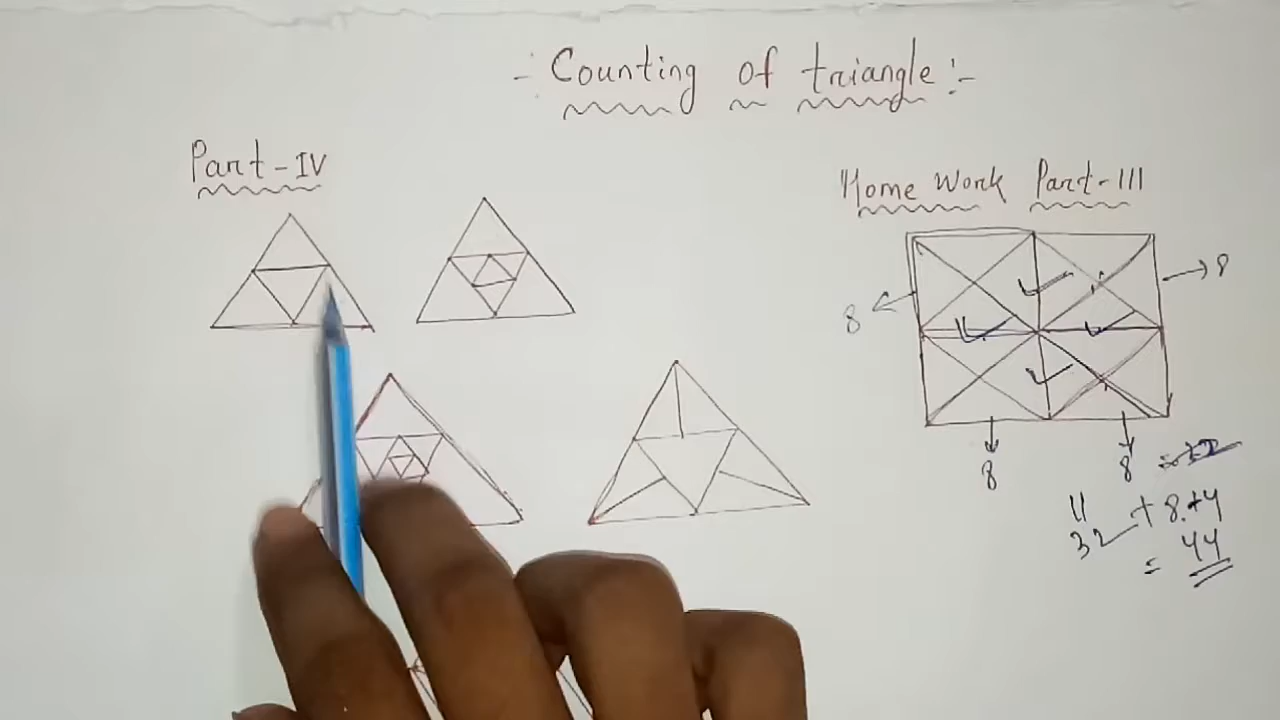 -: Counting of triangle :-
Part-IV
Home Work Part-III
8
8
8
8
11
32 + 8 + 4
= 44